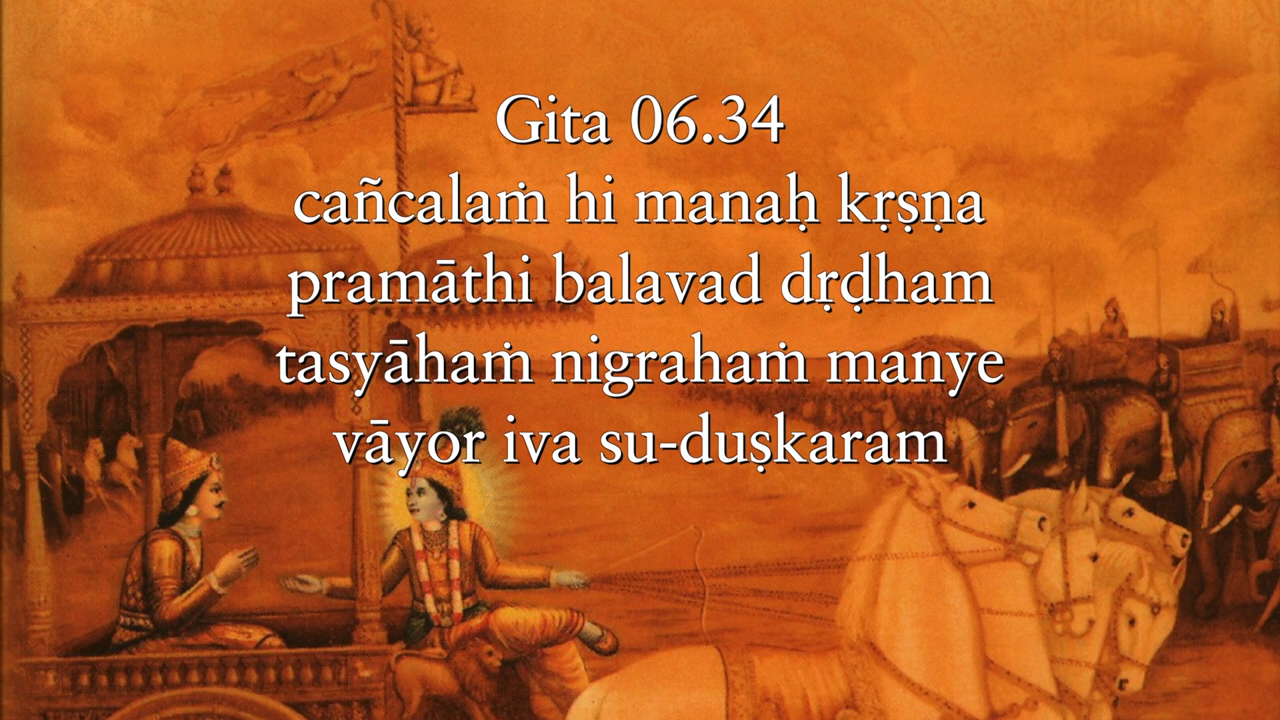 Gita 06.34
cañcalaṁ hi manaḥ kṛṣṇa
pramāthi balavad dṛḍham
tasyāhaṁ nigrahaṁ manye
vāyor iva su-duṣkaram